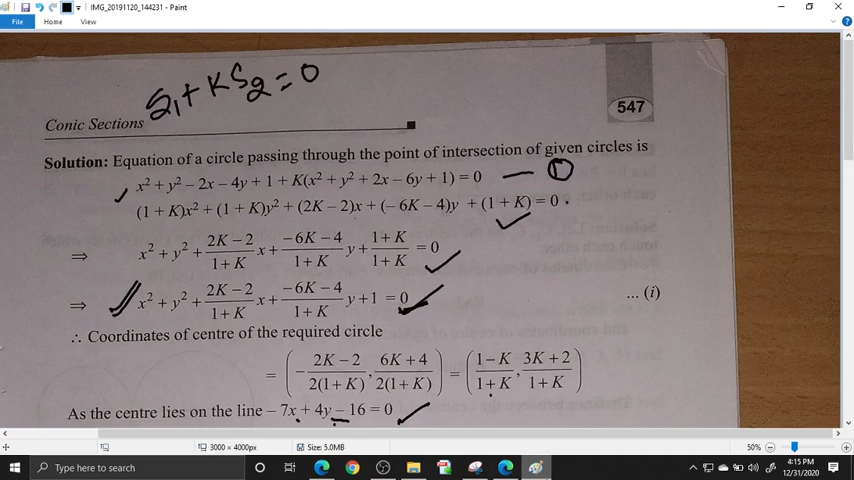 IMG_20191120_144231 - Paint
File Home View
S₁ + K S₂ = 0
547
Conic Sections
Solution: Equation of a circle passing through the point of intersection of given circles is
x² + y² – 2x – 4y + 1 + K(x² + y² + 2x – 6y + 1) = 0 — ①
(1 + K)x² + (1 + K)y² + (2K – 2)x + (– 6K – 4)y + (1 + K) = 0
⇒ x² + y² + (2K – 2)/(1 + K) x + (–6K – 4)/(1 + K) y + (1 + K)/(1 + K) = 0
⇒ x² + y² + (2K – 2)/(1 + K) x + (–6K – 4)/(1 + K) y + 1 = 0 ... (i)
∴ Coordinates of centre of the required circle
= (– (2K – 2)/(2(1 + K)), (6K + 4)/(2(1 + K))) = ((1 – K)/(1 + K), (3K + 2)/(1 + K))
As the centre lies on the line – 7x + 4y – 16 = 0
3000 × 4000px Size: 5.0MB 50%
Type here to search
4:15 PM
12/31/2020